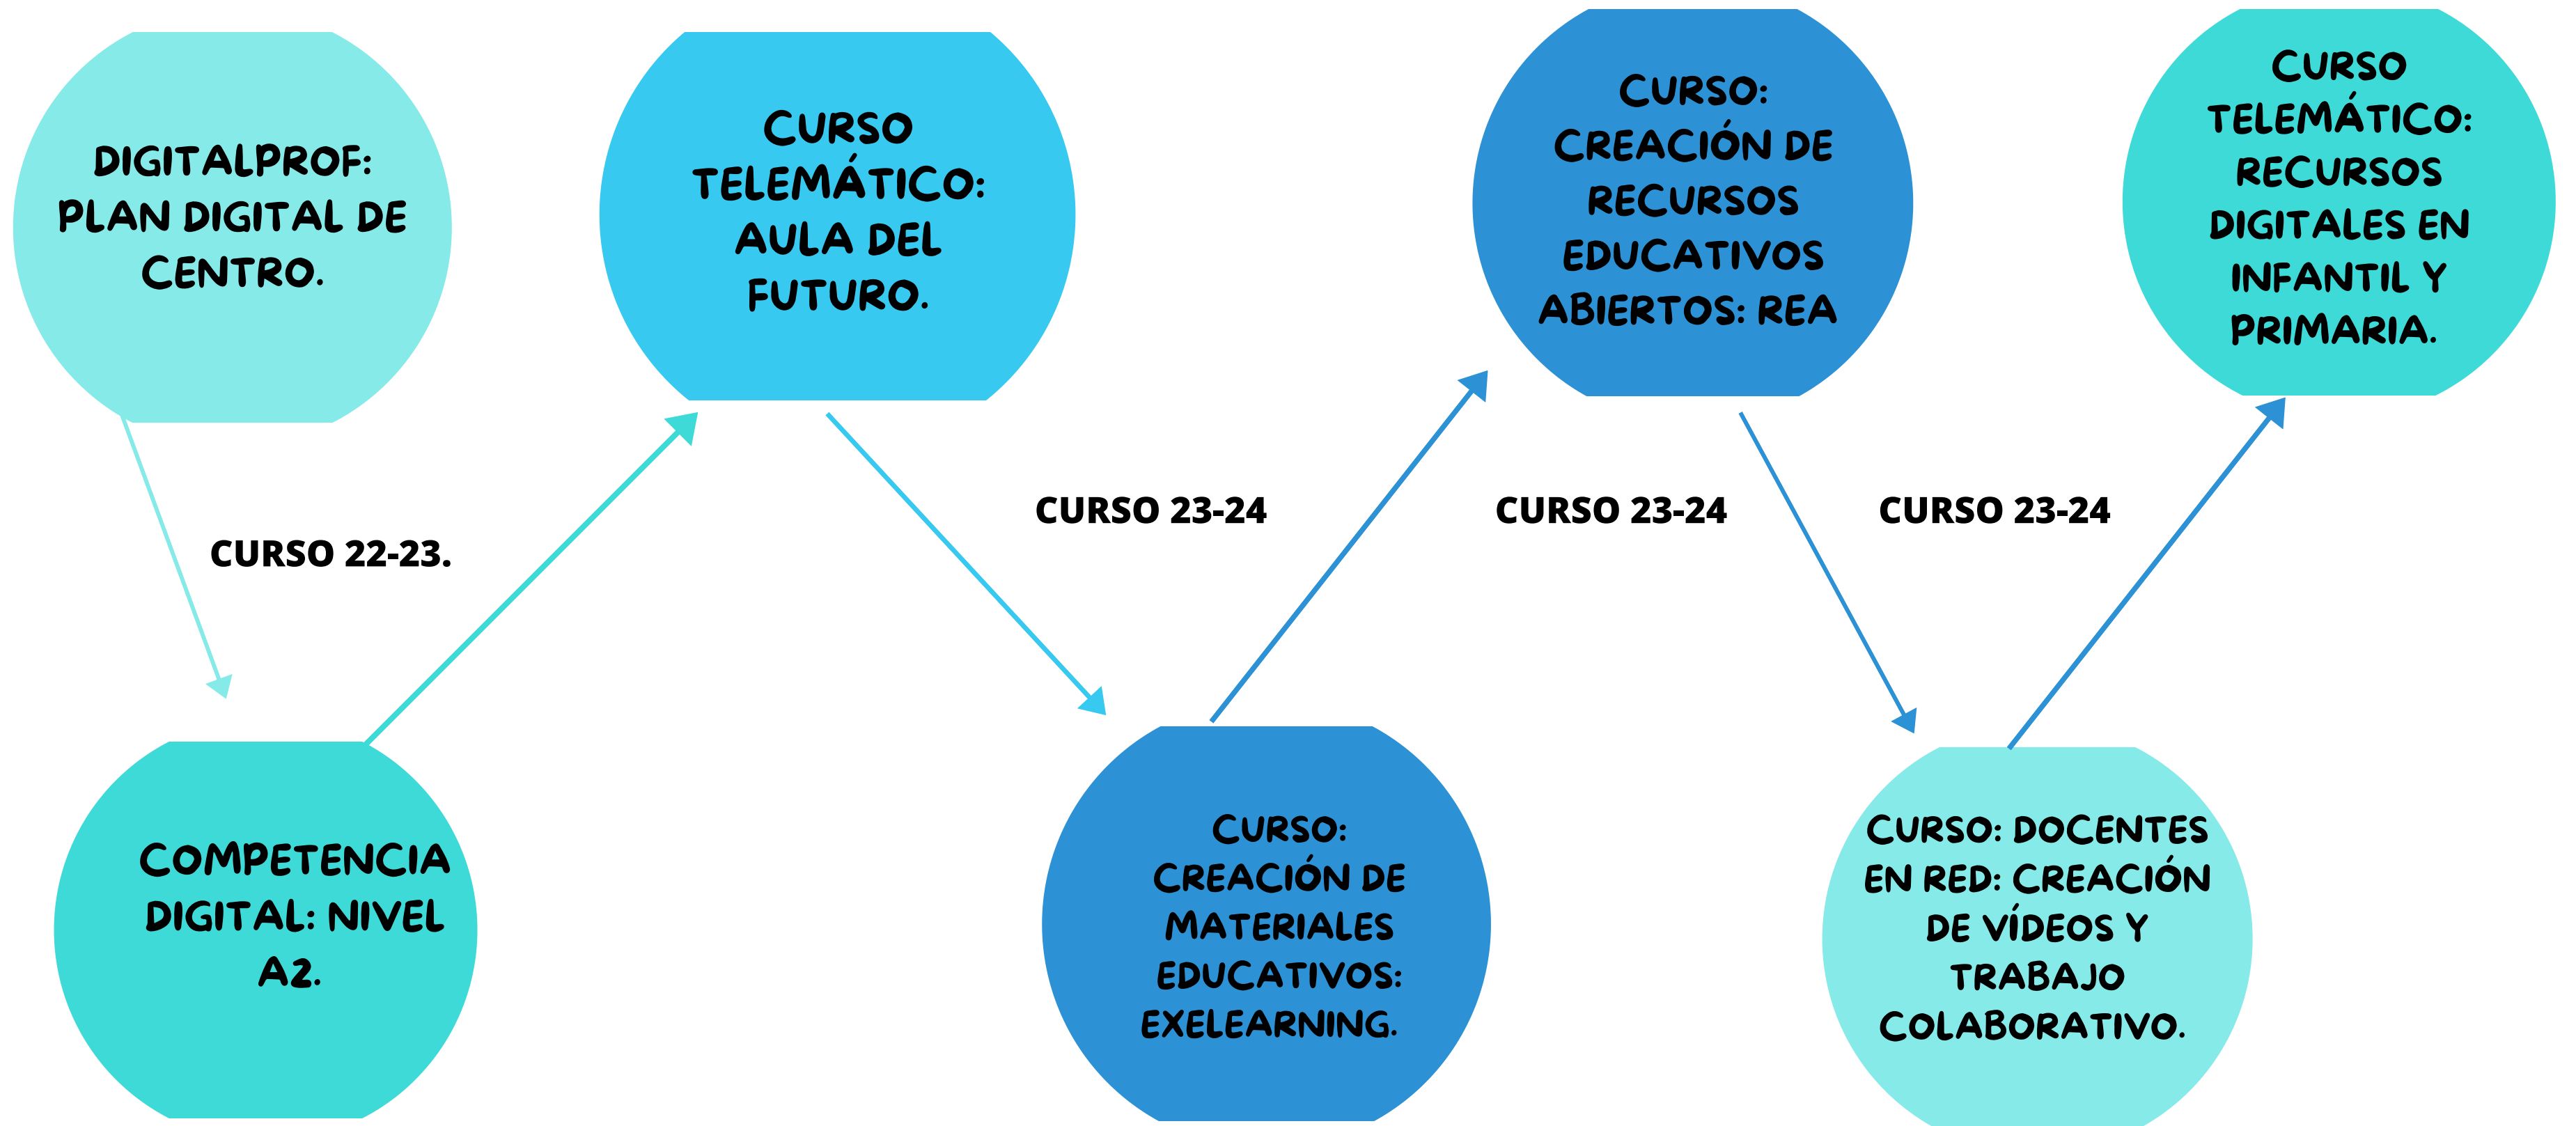 DIGITALPROF:
PLAN DIGITAL DE
CENTRO.
CURSO 22-23.
COMPETENCIA
DIGITAL: NIVEL
A2.
CURSO
TELEMÁTICO:
AULA DEL
FUTURO.
CURSO 23-24
CURSO:
CREACIÓN DE
MATERIALES
EDUCATIVOS:
EXELEARNING.
CURSO:
CREACIÓN DE
RECURSOS
EDUCATIVOS
ABIERTOS: REA
CURSO 23-24
CURSO: DOCENTES
EN RED: CREACIÓN
DE VÍDEOS Y
TRABAJO
COLABORATIVO.
CURSO 23-24
CURSO
TELEMÁTICO:
RECURSOS
DIGITALES EN
INFANTIL Y
PRIMARIA.